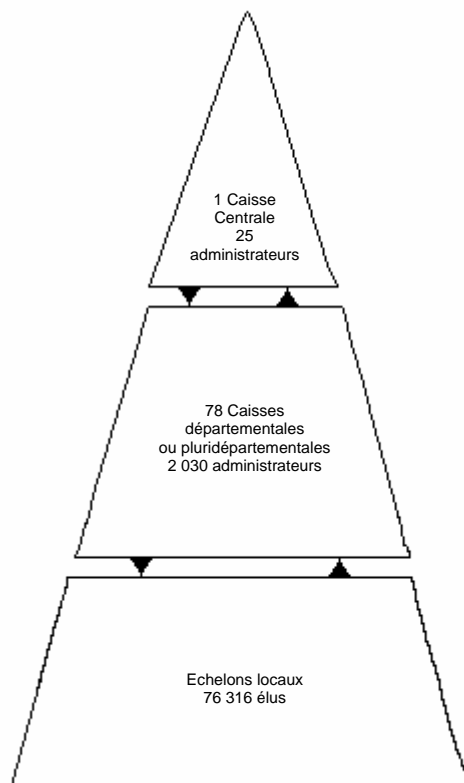 1 Caisse
Centrale
25
administrateurs
78 Caisses
départementales
ou pluridépartementales
2 030 administrateurs
Echelons locaux
76 316 élus